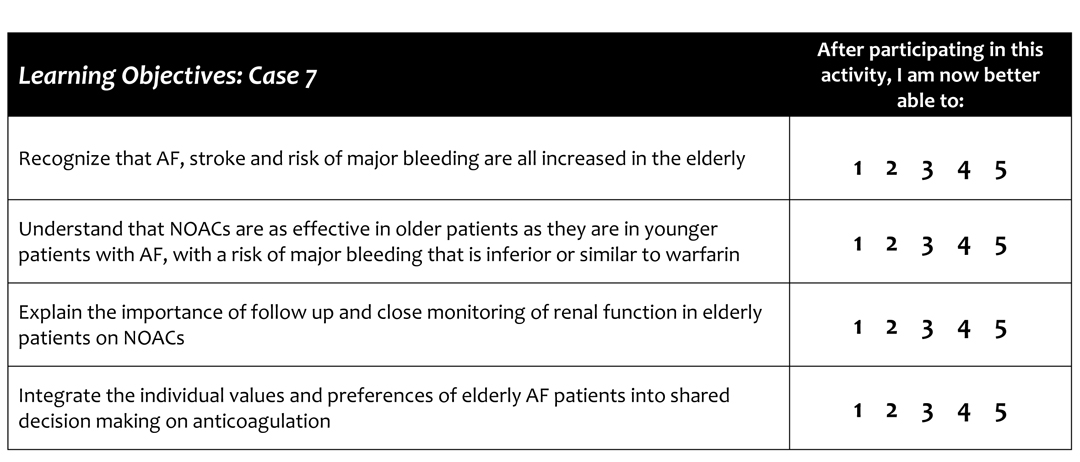 Learning Objectives: Case 7
After participating in this
activity, I am now better
able to:
Recognize that AF, stroke and risk of major bleeding are all increased in the elderly
1 2 3 4 5
Understand that NOACs are as effective in older patients as they are in younger
patients with AF, with a risk of major bleeding that is inferior or similar to warfarin
1 2 3 4 5
Explain the importance of follow up and close monitoring of renal function in elderly
patients on NOACs
1 2 3 4 5
Integrate the individual values and preferences of elderly AF patients into shared
decision making on anticoagulation
1 2 3 4 5